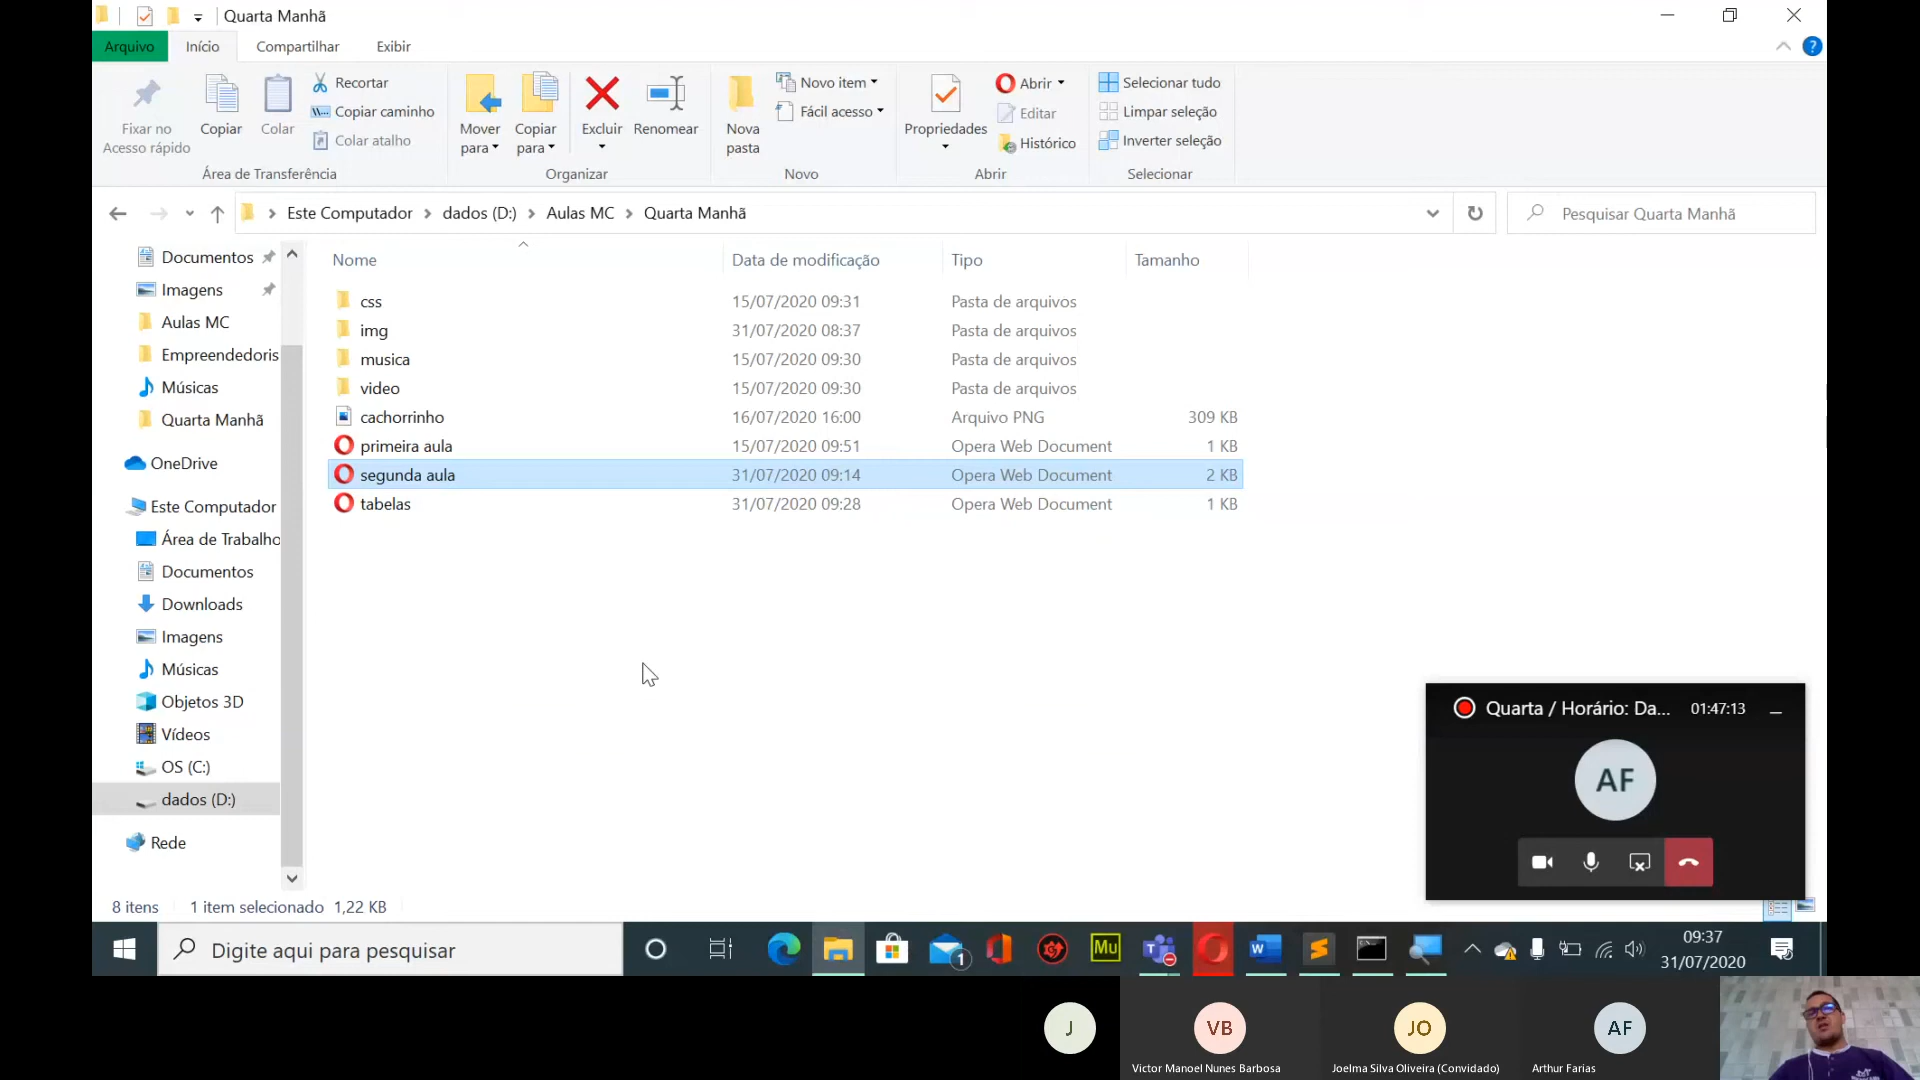 Quarta Manhã
Arquivo Início Compartilhar Exibir
Fixar no Acesso rápido
Copiar
Colar
Recortar
Copiar caminho
Colar atalho
Mover para
Copiar para
Excluir
Renomear
Nova pasta
Novo item
Fácil acesso
Propriedades
Abrir
Editar
Histórico
Selecionar tudo
Limpar seleção
Inverter seleção
Área de Transferência Organizar Novo Abrir Selecionar
Este Computador dados (D:) Aulas MC Quarta Manhã
Pesquisar Quarta Manhã
Documentos
Imagens
Aulas MC
Empreendedoris
Músicas
Quarta Manhã
OneDrive
Este Computador
Área de Trabalho
Documentos
Downloads
Imagens
Músicas
Objetos 3D
Vídeos
OS (C:)
dados (D:)
Rede
Nome Data de modificação Tipo Tamanho
css 15/07/2020 09:31 Pasta de arquivos
img 31/07/2020 08:37 Pasta de arquivos
musica 15/07/2020 09:30 Pasta de arquivos
video 15/07/2020 09:30 Pasta de arquivos
cachorrinho 16/07/2020 16:00 Arquivo PNG 309 KB
primeira aula 15/07/2020 09:51 Opera Web Document 1 KB
segunda aula 31/07/2020 09:14 Opera Web Document 2 KB
tabelas 31/07/2020 09:28 Opera Web Document 1 KB
Quarta / Horário: Da... 01:47:13
AF
8 itens 1 item selecionado 1,22 KB
Digite aqui para pesquisar
1
Mu
09:37
31/07/2020
J VB JO AF
Victor Manoel Nunes Barbosa Joelma Silva Oliveira (Convidado) Arthur Farias